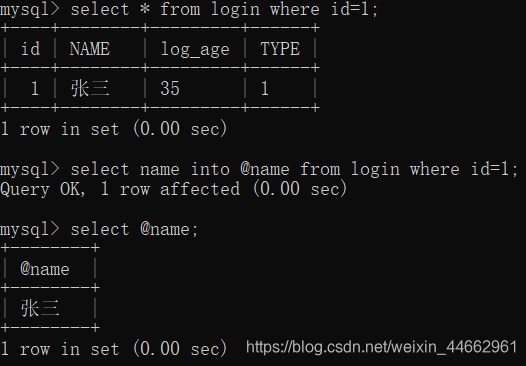 mysql> select * from login where id=1;
+----+--------+---------+------+
| id | NAME   | log_age | TYPE |
+----+--------+---------+------+
|  1 | 张三   | 35      | 1    |
+----+--------+---------+------+
1 row in set (0.00 sec)
mysql> select name into @name from login where id=1;
Query OK, 1 row affected (0.00 sec)
mysql> select @name;
+--------+
| @name  |
+--------+
| 张三   |
+--------+
1 row in set (0.00 sec)
https://blog.csdn.net/weixin_44662961